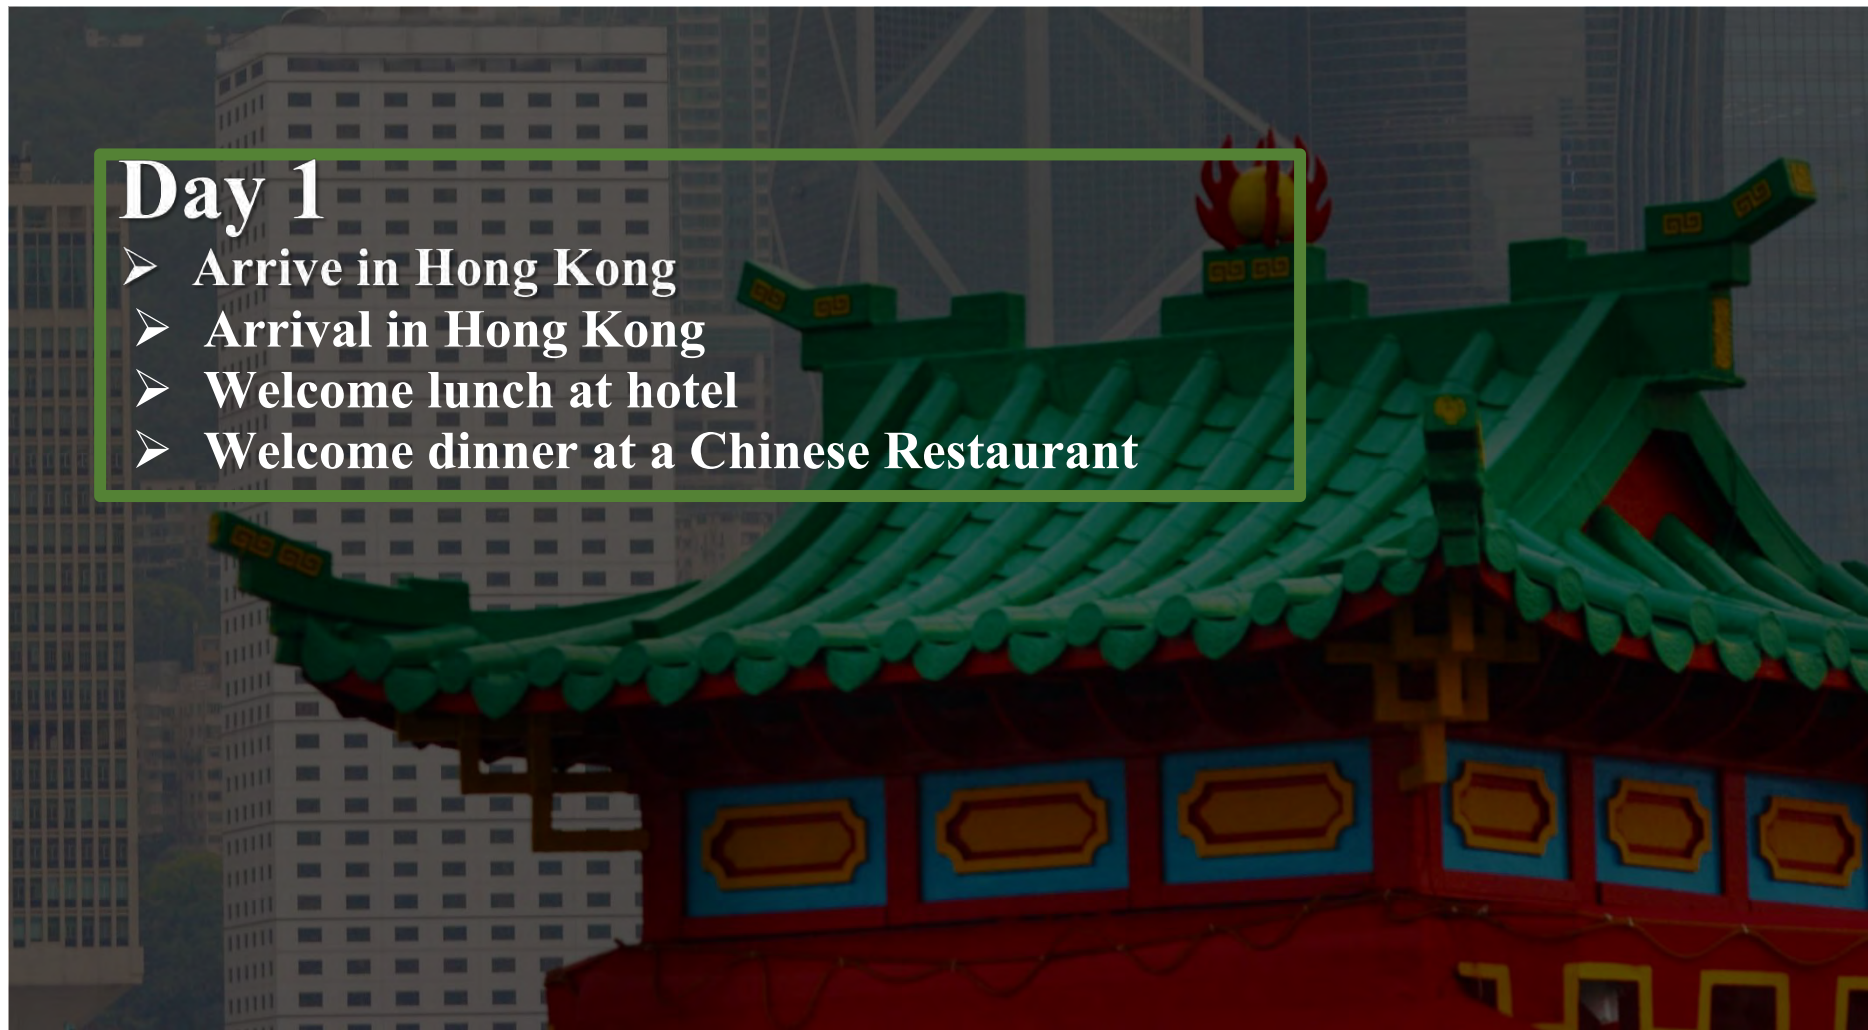 Day 1
➢ Arrive in Hong Kong
➢ Arrival in Hong Kong
➢ Welcome lunch at hotel
➢ Welcome dinner at a Chinese Restaurant